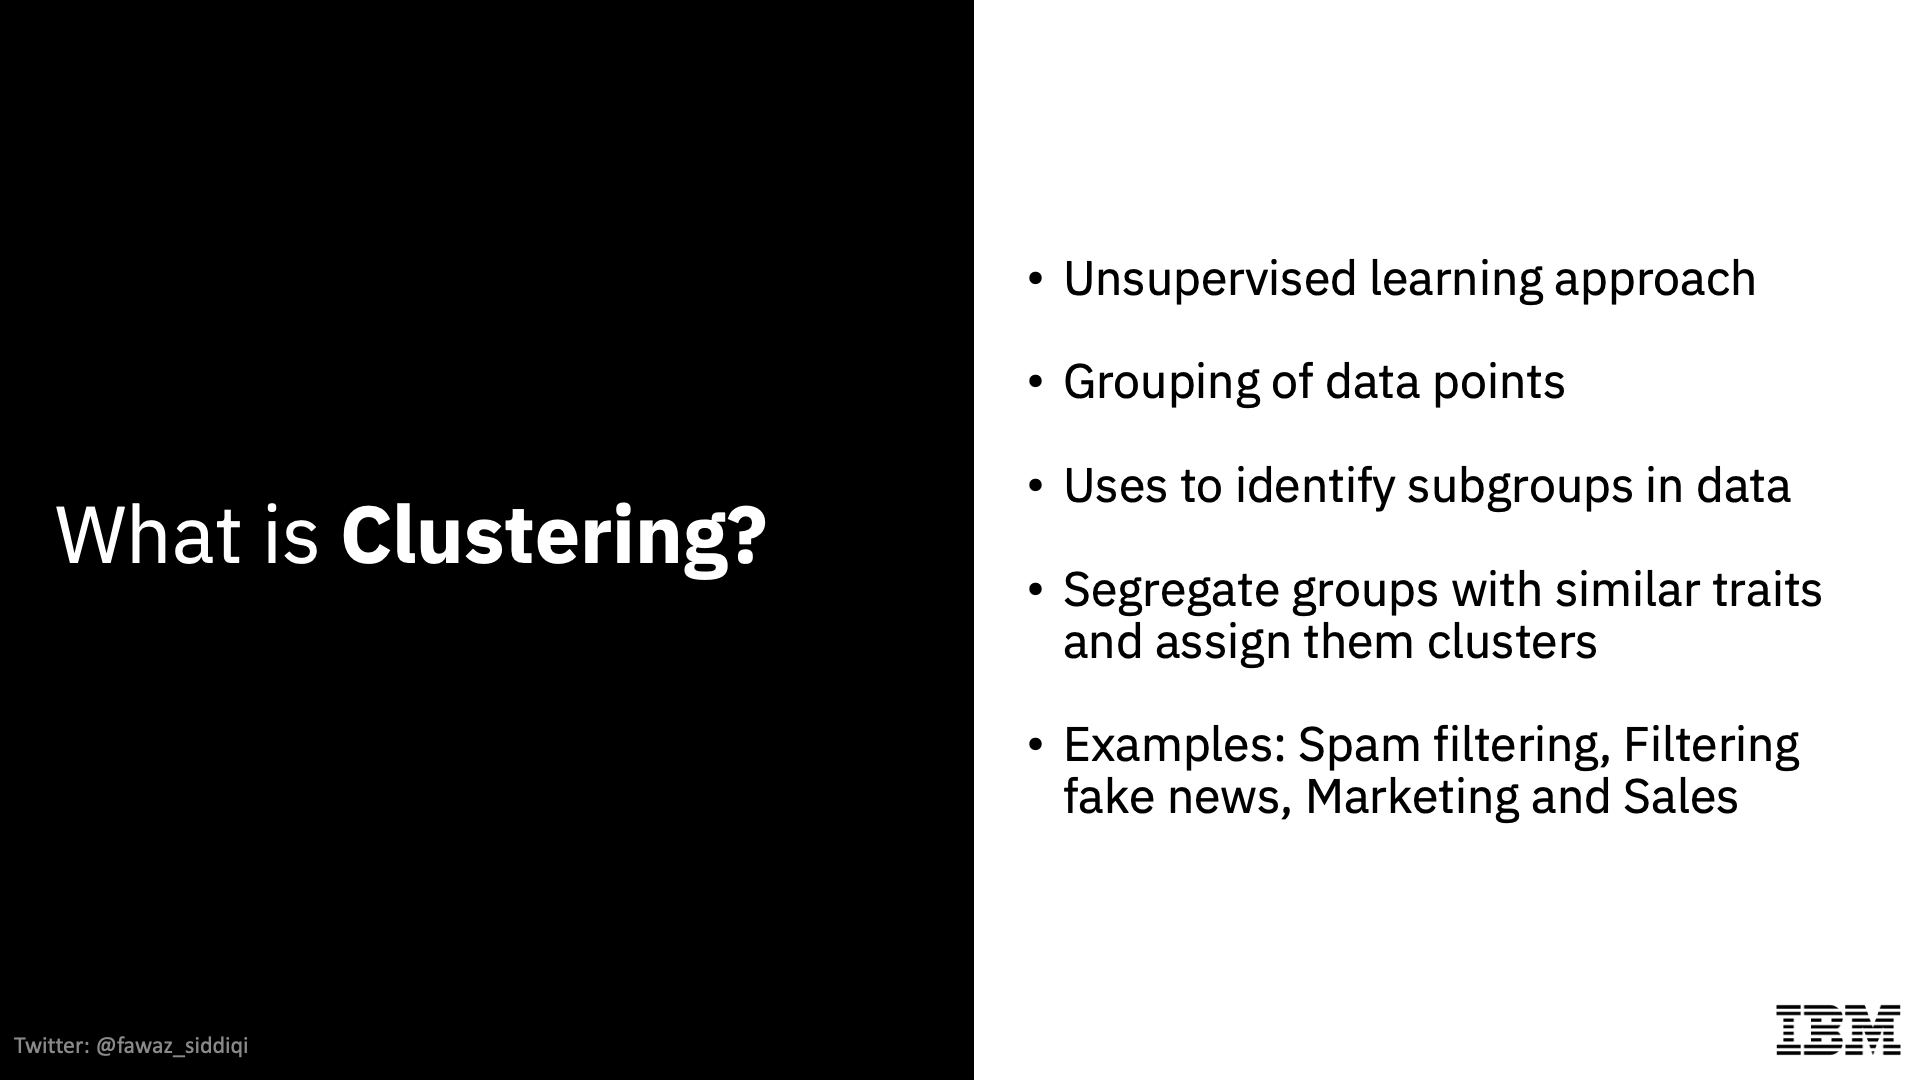 What is Clustering?
• Unsupervised learning approach
• Grouping of data points
• Uses to identify subgroups in data
• Segregate groups with similar traits
and assign them clusters
• Examples: Spam filtering, Filtering
fake news, Marketing and Sales
Twitter: @fawaz_siddiqi
IBM